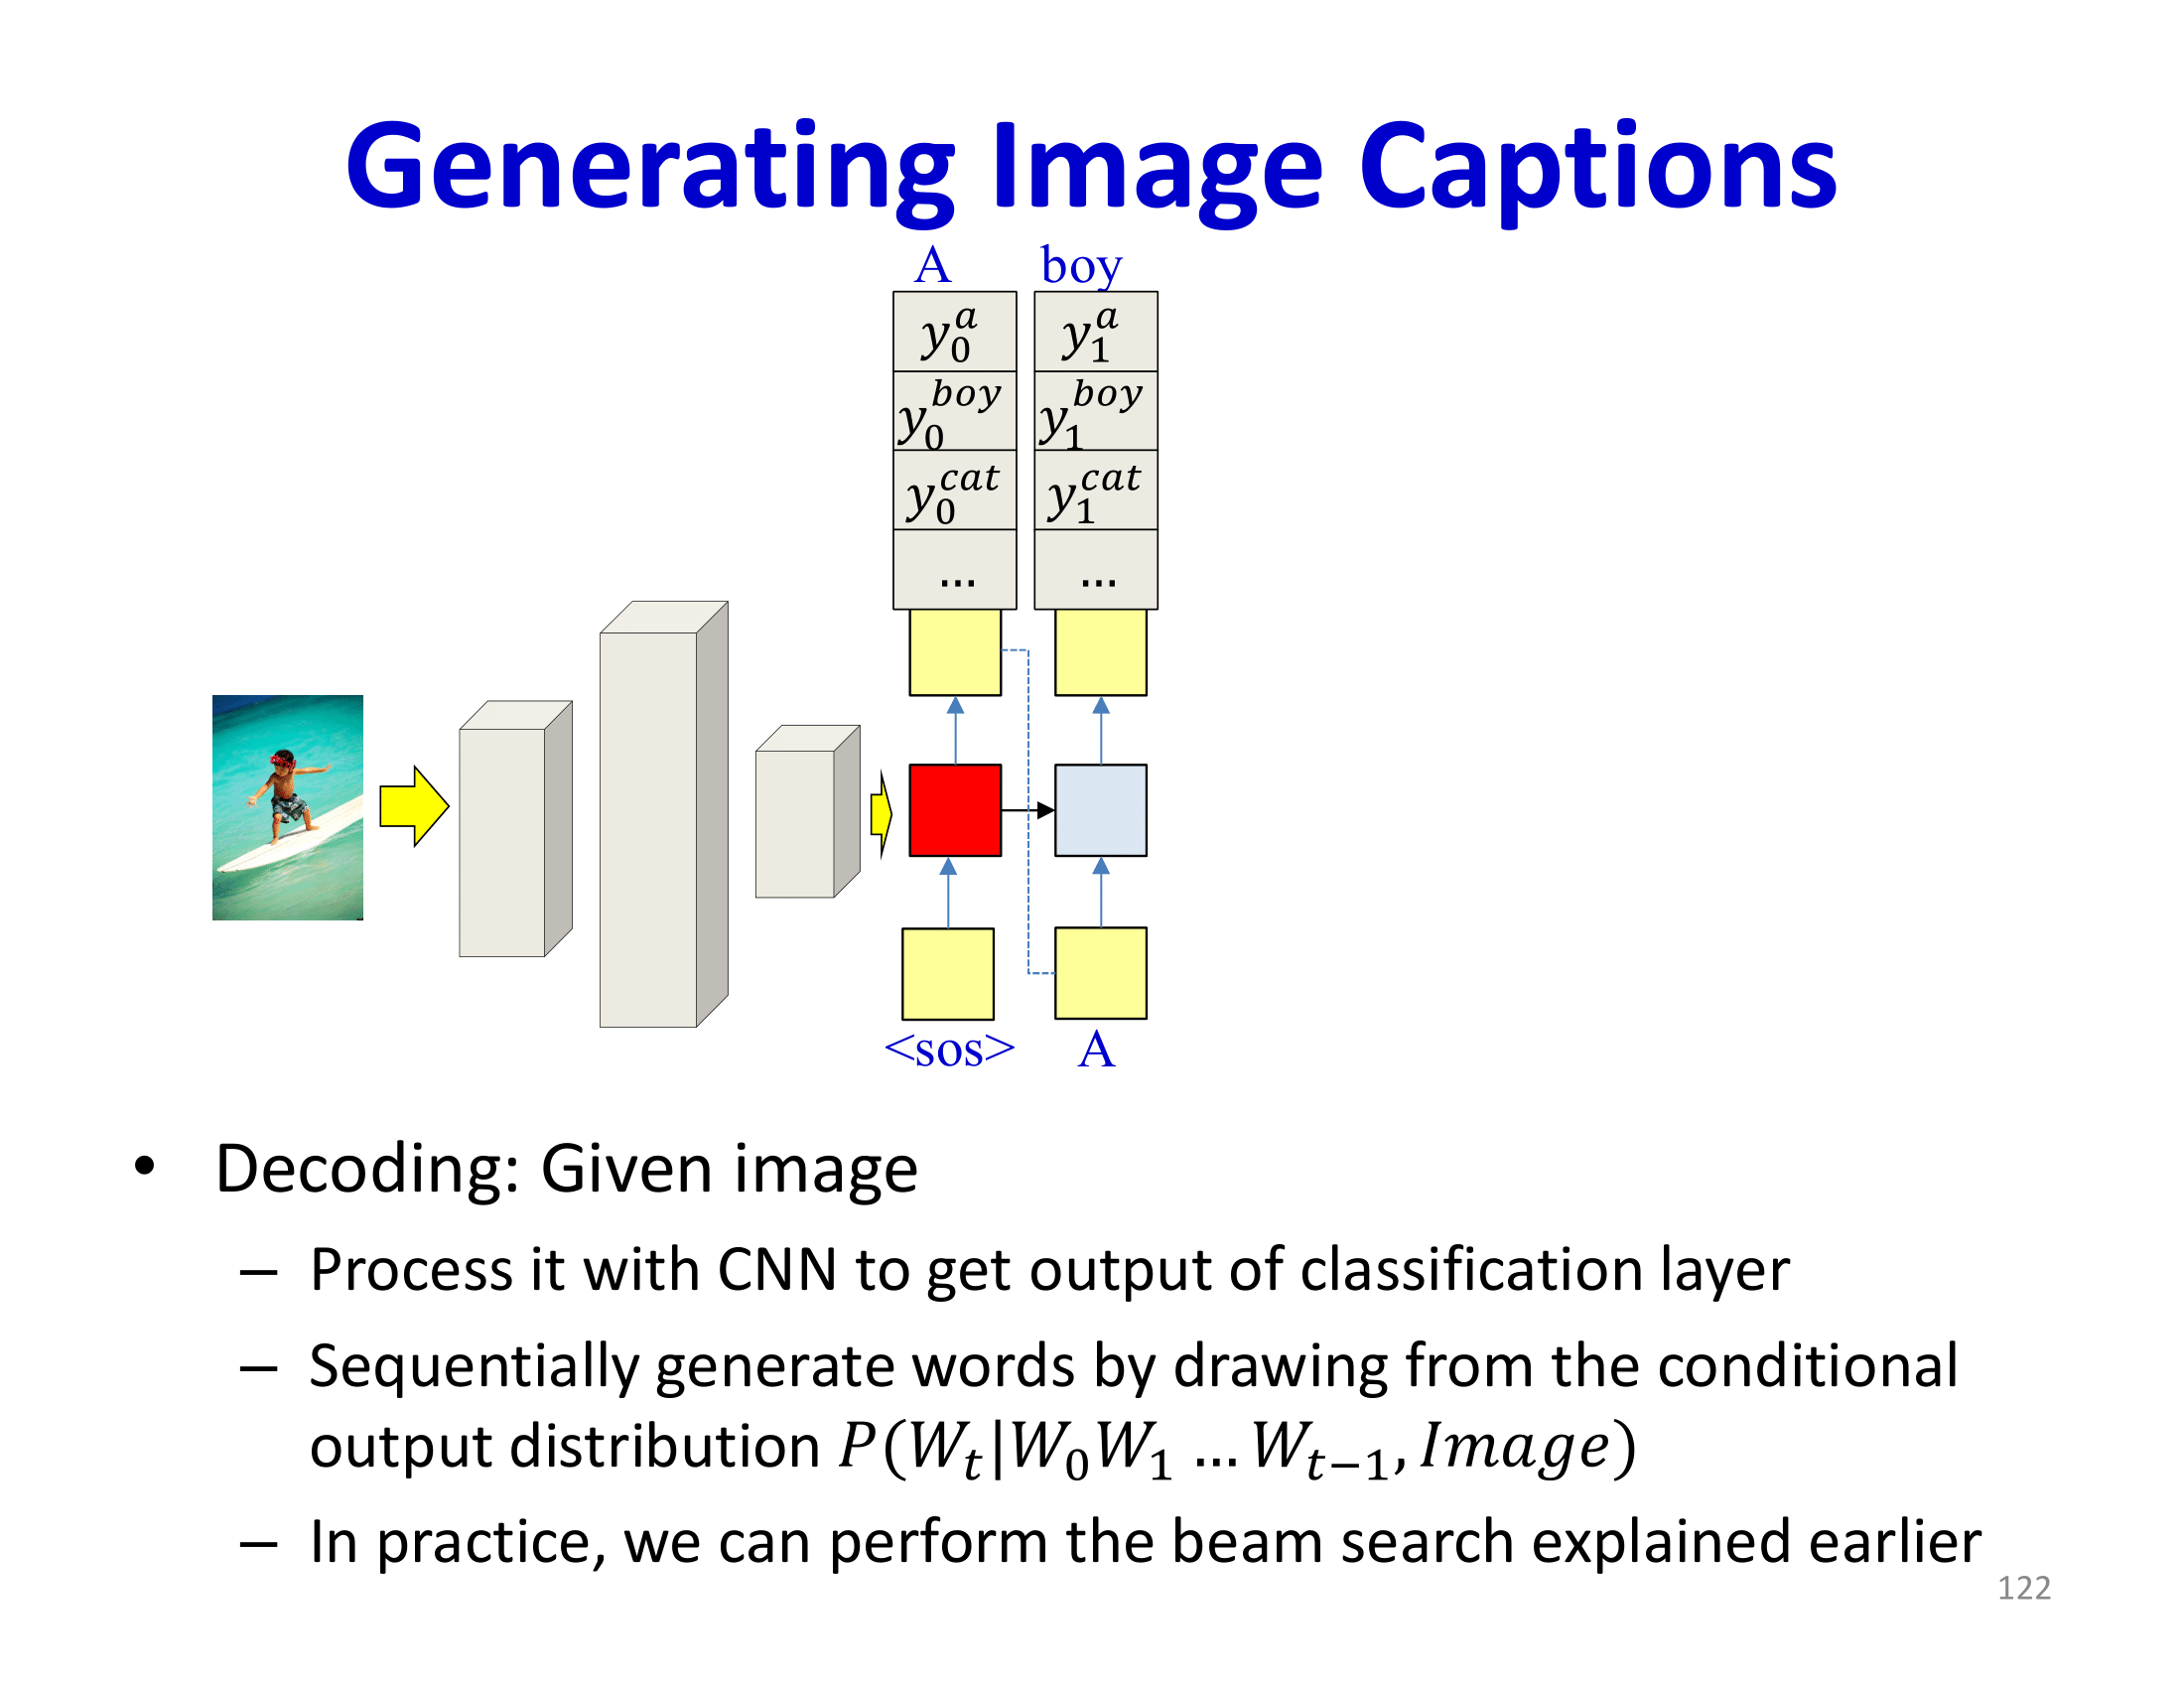 Generating Image Captions
A boy
y_0^a y_1^a
y_0^{boy} y_1^{boy}
y_0^{cat} y_1^{cat}
... ...
<sos> A
• Decoding: Given image
– Process it with CNN to get output of classification layer
– Sequentially generate words by drawing from the conditional
output distribution P(W_t|W_0W_1 ... W_{t−1}, Image)
– In practice, we can perform the beam search explained earlier
122